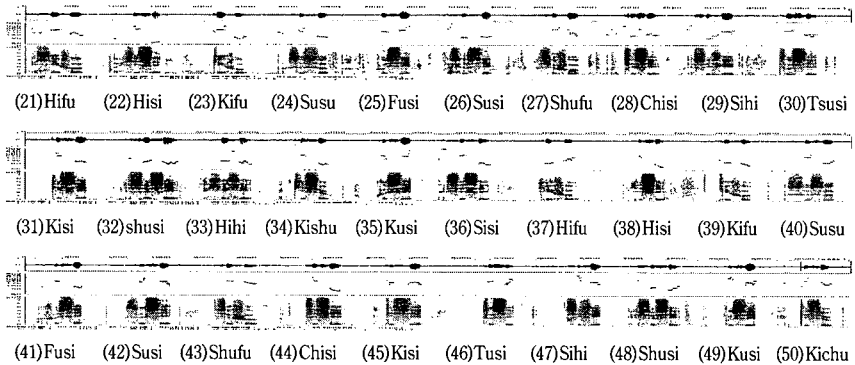 (21)Hifu (22)Hisi (23)Kifu (24)Susu (25)Fusi (26)Susi (27)Shufu (28)Chisi (29)Sihi (30)Tsusi
(31)Kisi (32)shusi (33)Hihi (34)Kishu (35)Kusi (36)Sisi (37)Hifu (38)Hisi (39)Kifu (40)Susu
(41)Fusi (42)Susi (43)Shufu (44)Chisi (45)Kisi (46)Tusi (47)Sihi (48)Shusi (49)Kusi (50)Kichu